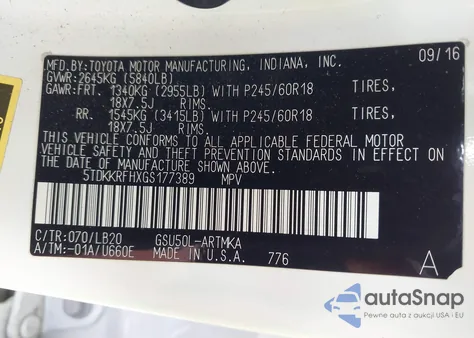 MFD.BY:TOYOTA MOTOR MANUFACTURING, INDIANA, INC. 09/16
GVWR:2645KG (5840LB)
GAWR:FRT. 1340KG (2955LB) WITH P245/60R18 TIRES,
18X7.5J RIMS.
RR. 1545KG (3415LB) WITH P245/60R18 TIRES,
18X7.5J RIMS.
THIS VEHICLE CONFORMS TO ALL APPLICABLE FEDERAL MOTOR
VEHICLE SAFETY AND THEFT PREVENTION STANDARDS IN EFFECT ON
THE DATE OF MANUFACTURE SHOWN ABOVE.
5TDKKRFHXGS177389 MPV
C/TR:070/LB20 GSU50L-ARTMKA
A/TM:-01A/U660E MADE IN U.S.A. 776 A
autoSnap
Pewne auta z aukcji USA i EU